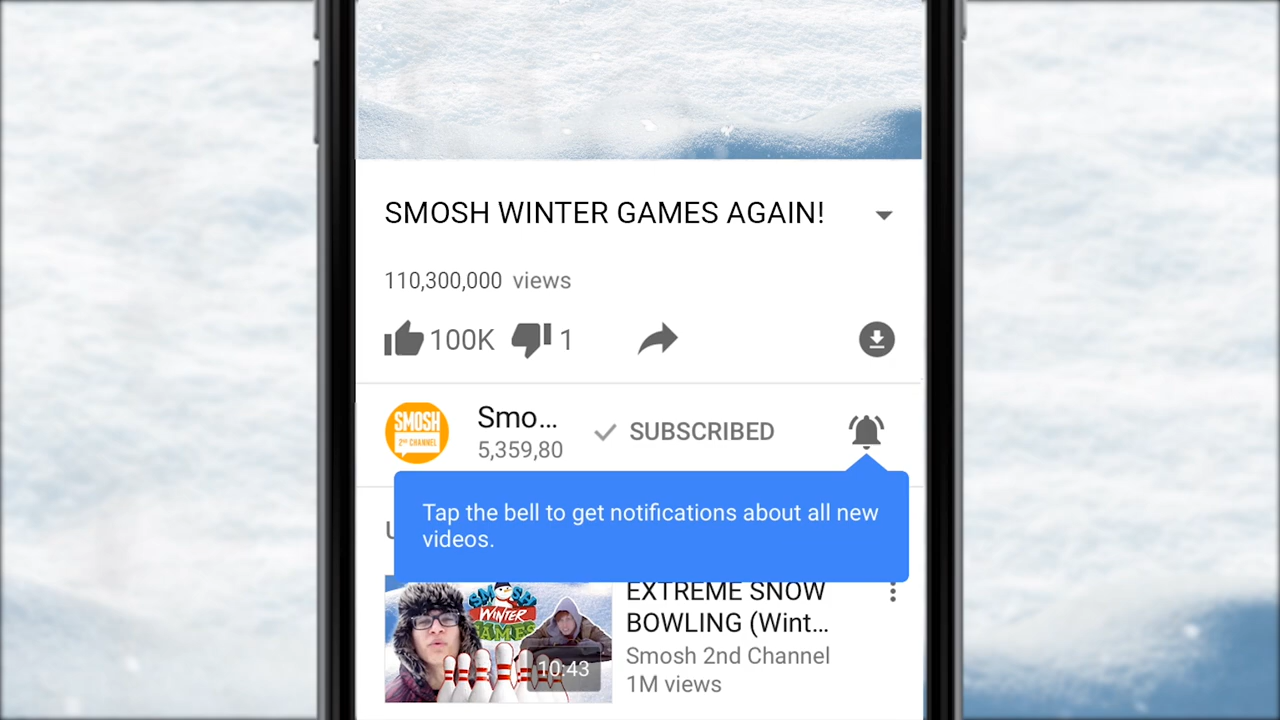 SMOSH WINTER GAMES AGAIN!
110,300,000 views
100K 1
SMOSH
2ND CHANNEL
Smo... SUBSCRIBED
5,359,80
Tap the bell to get notifications about all new
videos.
SMOSH
WINTER
GAMES
10:43
EXTREME SNOW
BOWLING (Wint...
Smosh 2nd Channel
1M views